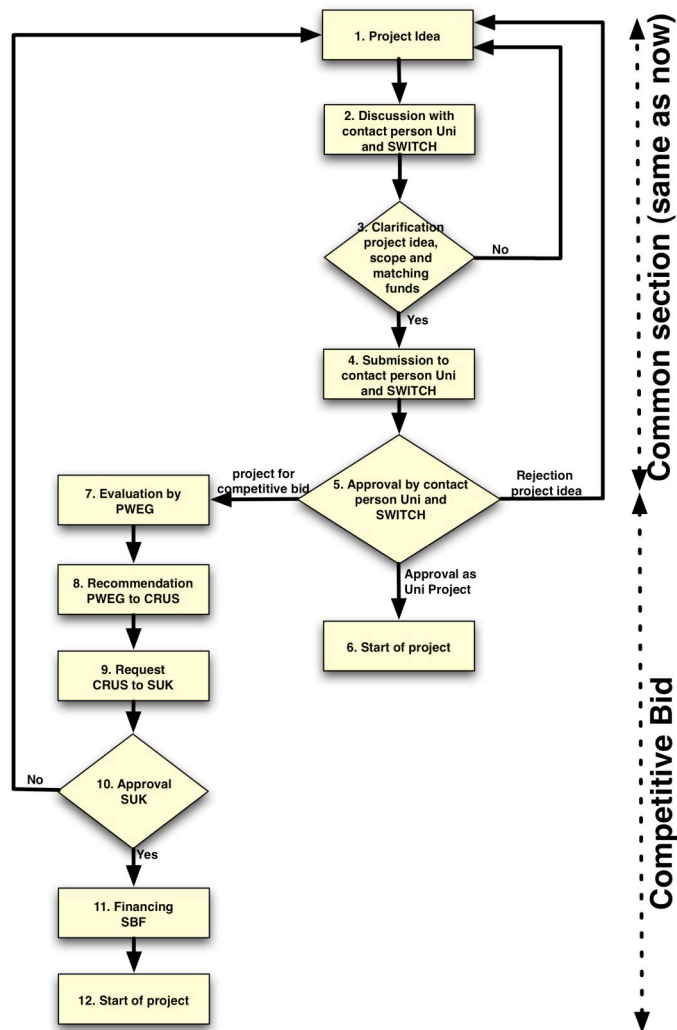 1. Project Idea
2. Discussion with
contact person Uni
and SWITCH
3. Clarification
project idea,
scope and
matching
funds
No
Yes
4. Submission to
contact person Uni
and SWITCH
5. Approval by contact
person Uni and
SWITCH
project for
competitive bid
Rejection
project idea
Approval as
Uni Project
6. Start of project
7. Evaluation by
PWEG
8. Recommendation
PWEG to CRUS
9. Request
CRUS to SUK
10. Approval
SUK
No
Yes
11. Financing
SBF
12. Start of project
Common section (same as now)
Competitive Bid